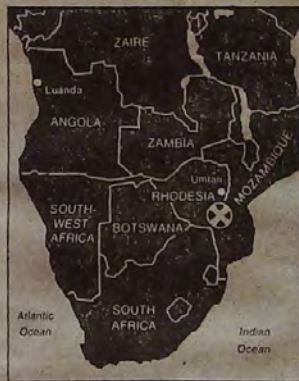 ZAIRE
TANZANIA
Luanda
ANGOLA
ZAMBIA
MOZAMBIQUE
Umtali
RHODESIA
SOUTH-
WEST
AFRICA
BOTSWANA
SOUTH
AFRICA
Atlantic
Ocean
Indian
Ocean